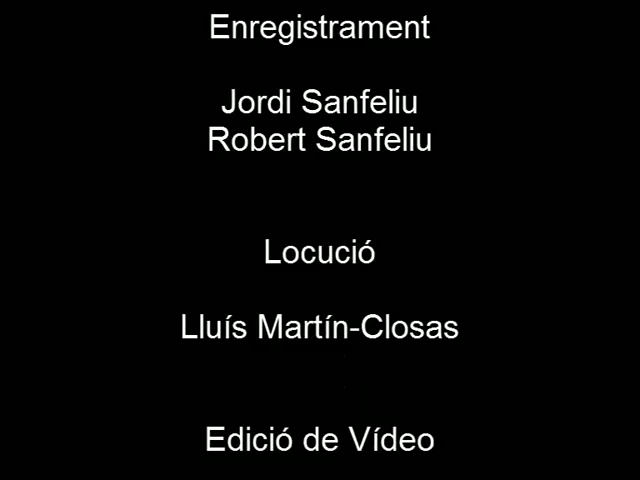 Enregistrament
Jordi Sanfeliu
Robert Sanfeliu
Locució
Lluís Martín-Closas
Edició de Vídeo